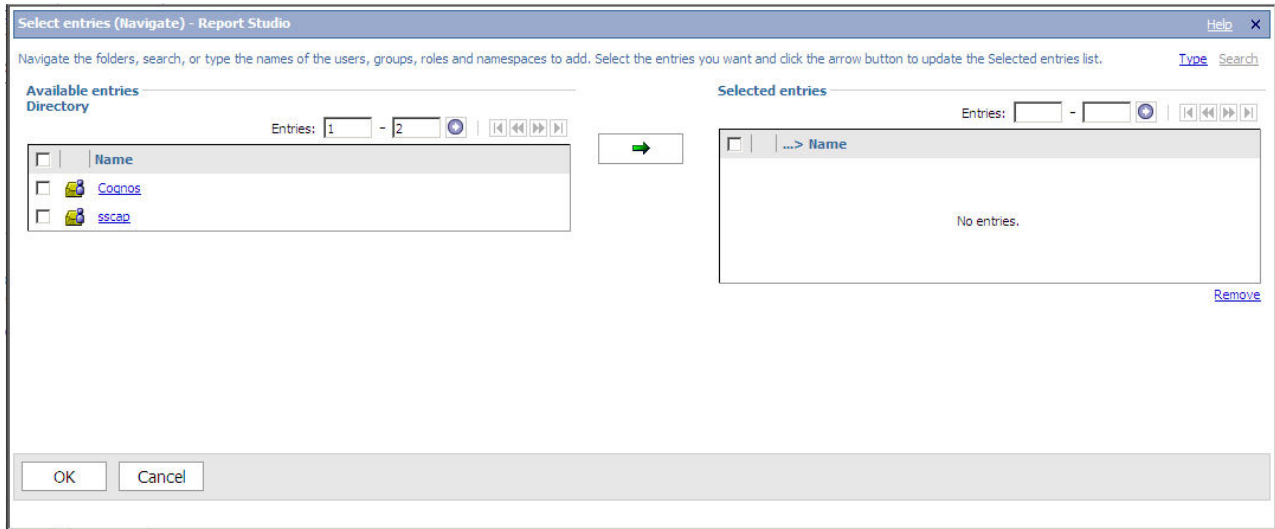 Select entries (Navigate) - Report Studio
Help X
Navigate the folders, search, or type the names of the users, groups, roles and namespaces to add. Select the entries you want and click the arrow button to update the Selected entries list.
Type Search
Available entries
Directory
Entries: 1 - 2
Name
Cognos
sscap
Selected entries
Entries: -
...> Name
No entries.
Remove
OK Cancel